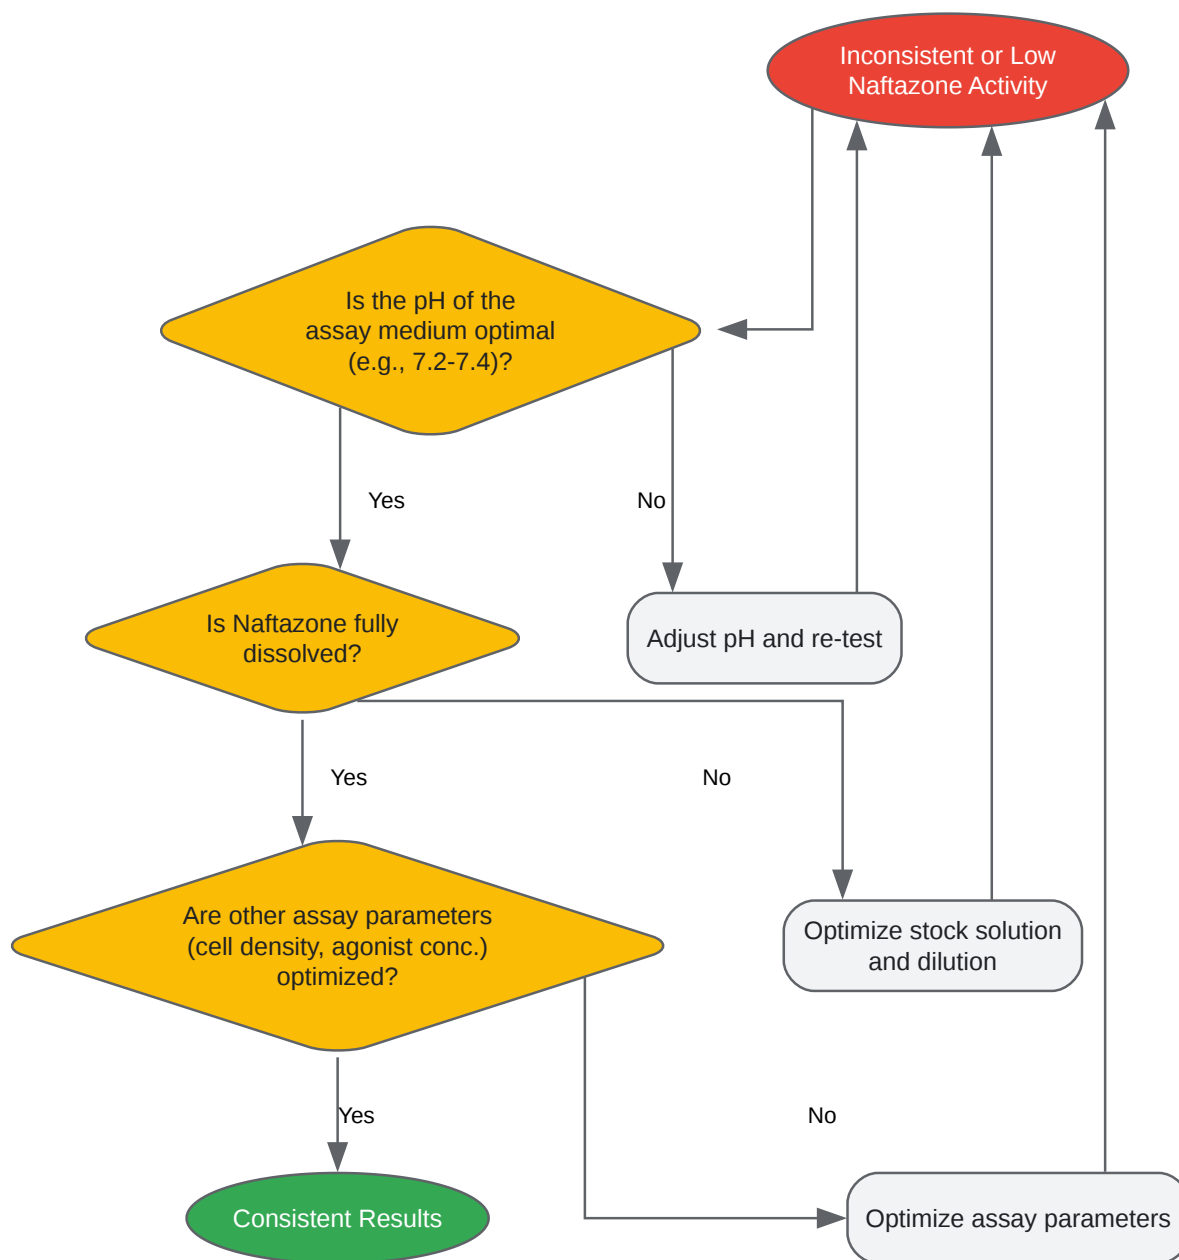 Inconsistent or Low
Naftazone Activity
Is the pH of the
assay medium optimal
(e.g., 7.2-7.4)?
Yes
No
Is Naftazone fully
dissolved?
Adjust pH and re-test
Yes
No
Are other assay parameters
(cell density, agonist conc.)
optimized?
Optimize stock solution
and dilution
Yes
No
Consistent Results
Optimize assay parameters